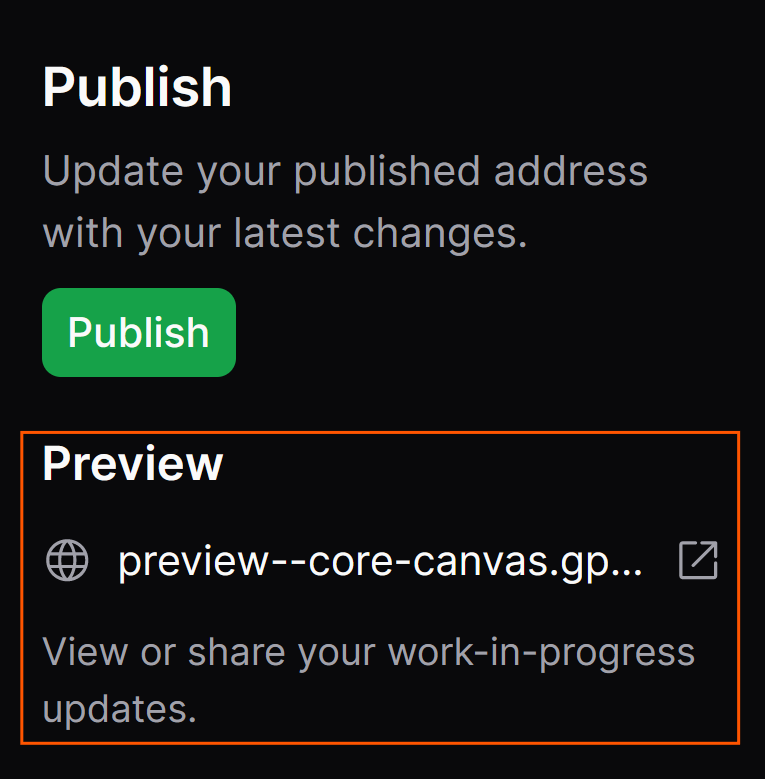 Publish
Update your published address
with your latest changes.
Publish
Preview
preview--core-canvas.gp...
View or share your work-in-progress
updates.